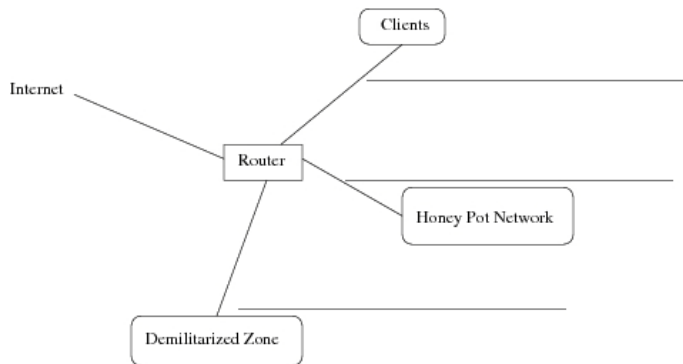 Clients
Internet
Router
Honey Pot Network
Demilitarized Zone